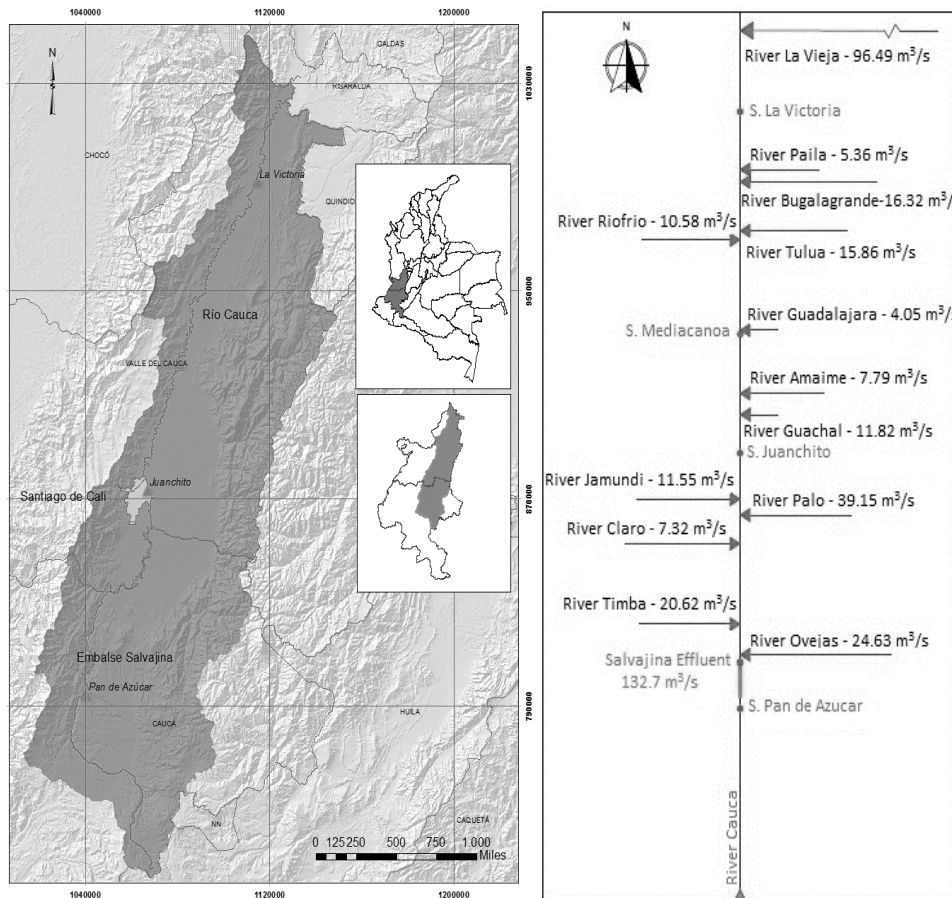 1040000
1120000
1200000
N
S
CALDAS
RISARALDA
1030000
CHOCÓ
La Victoria
QUINDIO
950000
Río Cauca
VALLE DEL CAUCA
Juanchito
Santiago de Cali
870000
Embalse Salvajina
Pan de Azúcar
790000
CAUCA
HUILA
NN
CAQUETÁ
0 125 250 500 750 1.000
Miles
1040000
1120000
1200000
N
River La Vieja - 96.49 m³/s
S. La Victoria
River Paila - 5.36 m³/s
River Bugalagrande-16.32 m³/
River Riofrio - 10.58 m³/s
River Tulua - 15.86 m³/s
River Guadalajara - 4.05 m³/s
S. Mediacanoa
River Amaime - 7.79 m³/s
River Guachal - 11.82 m³/s
S. Juanchito
River Jamundi - 11.55 m³/s
River Palo - 39.15 m³/s
River Claro - 7.32 m³/s
River Timba - 20.62 m³/s
River Ovejas - 24.63 m³/s
Salvajina Effluent
132.7 m³/s
S. Pan de Azucar
River Cauca